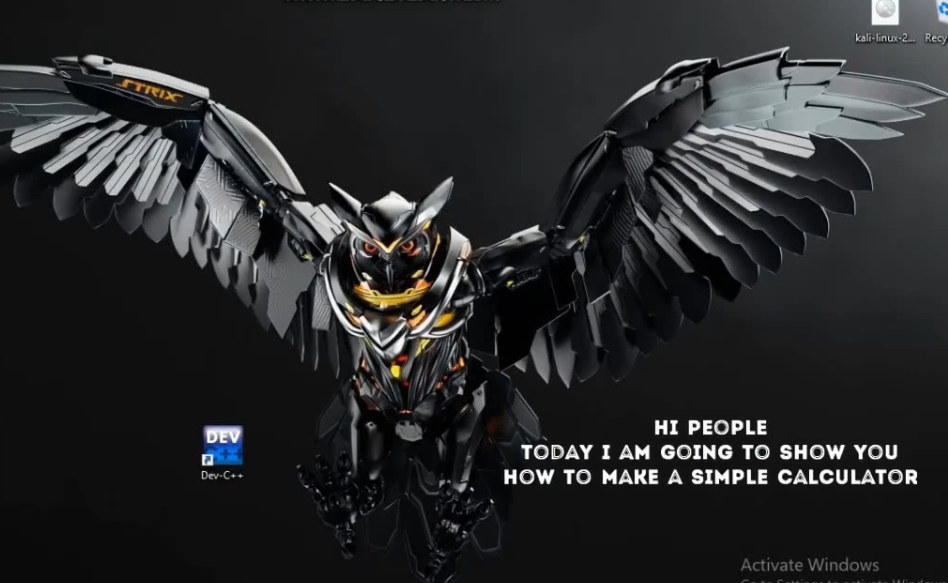 kali-linux-2...
Recy
STRIX
HI PEOPLE
TODAY I AM GOING TO SHOW YOU
HOW TO MAKE A SIMPLE CALCULATOR
DEV
C++
Dev-C++
Activate Windows